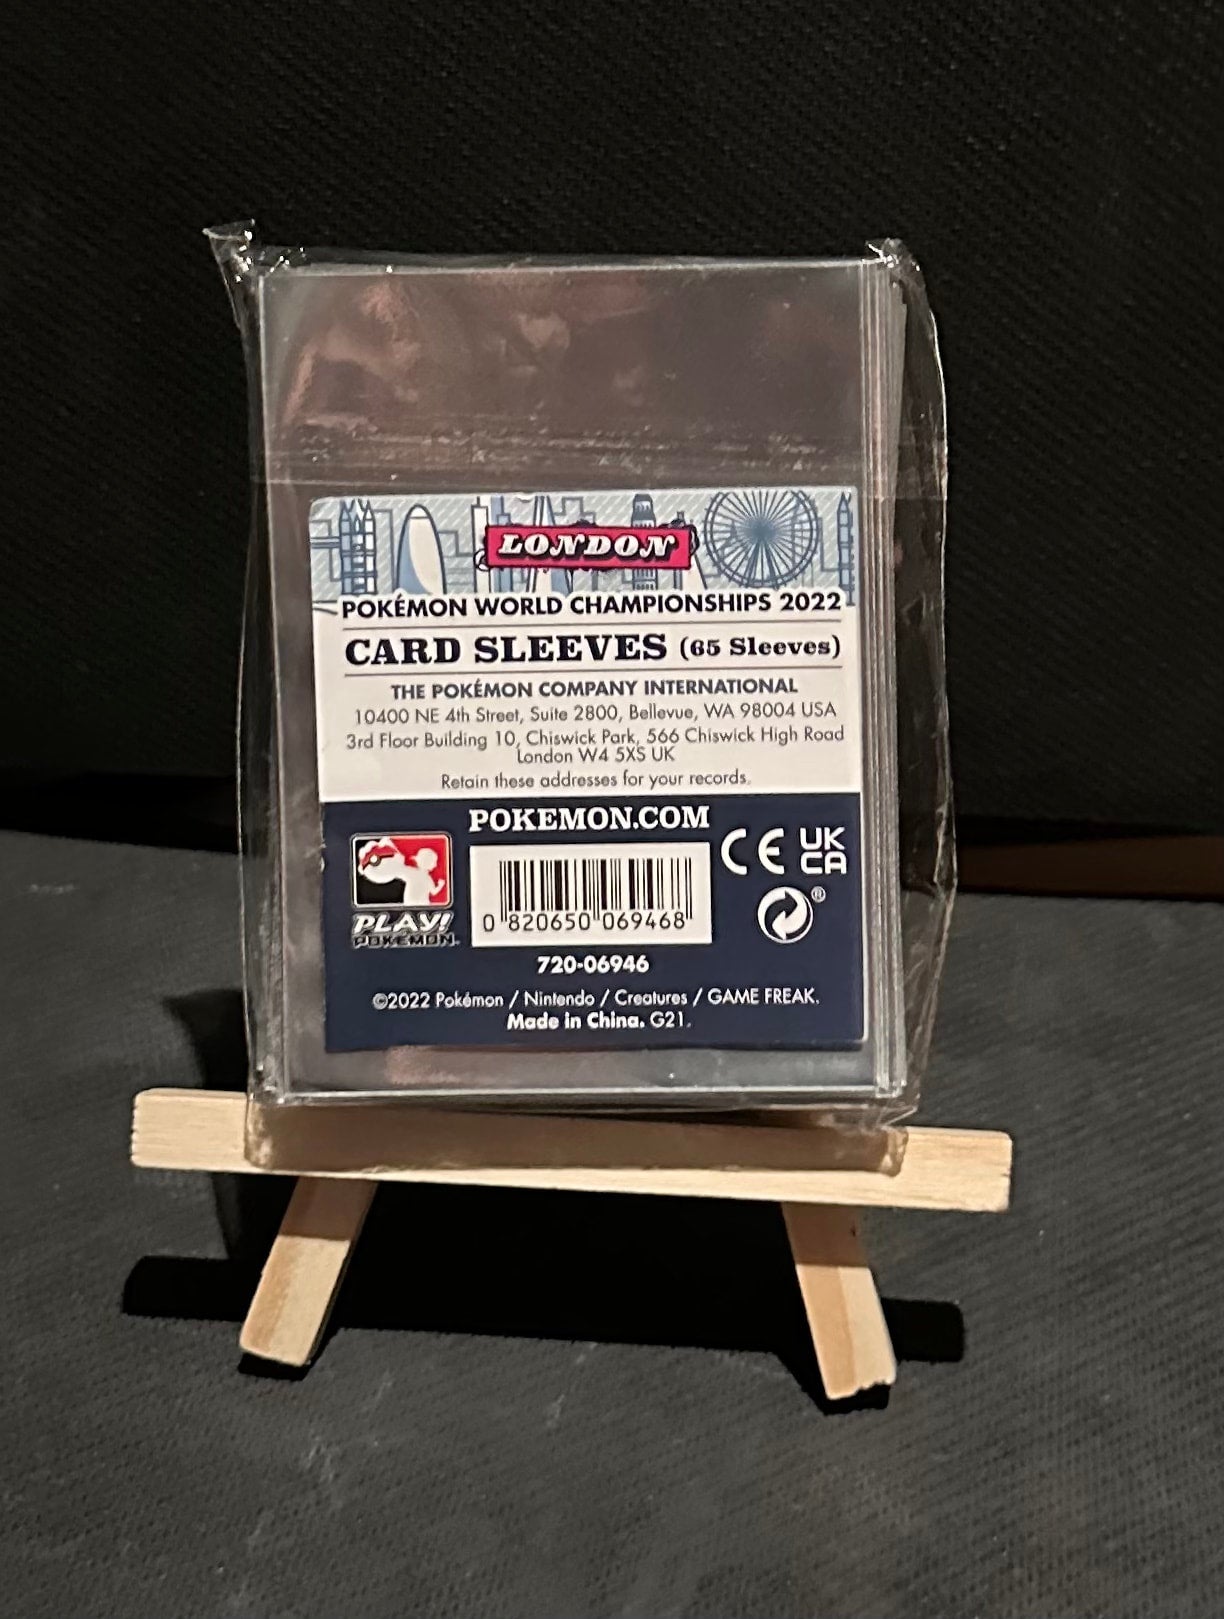 LONDON
POKÉMON WORLD CHAMPIONSHIPS 2022
CARD SLEEVES (65 Sleeves)
THE POKÉMON COMPANY INTERNATIONAL
10400 NE 4th Street, Suite 2800, Bellevue, WA 98004 USA
3rd Floor Building 10, Chiswick Park, 566 Chiswick High Road
London W4 5XS UK
Retain these addresses for your records.
POKEMON.COM
PLAY!
POKÉMON
0 820650 069468
CE UK
CA
®
720-06946
©2022 Pokémon / Nintendo / Creatures / GAME FREAK.
Made in China. G21.